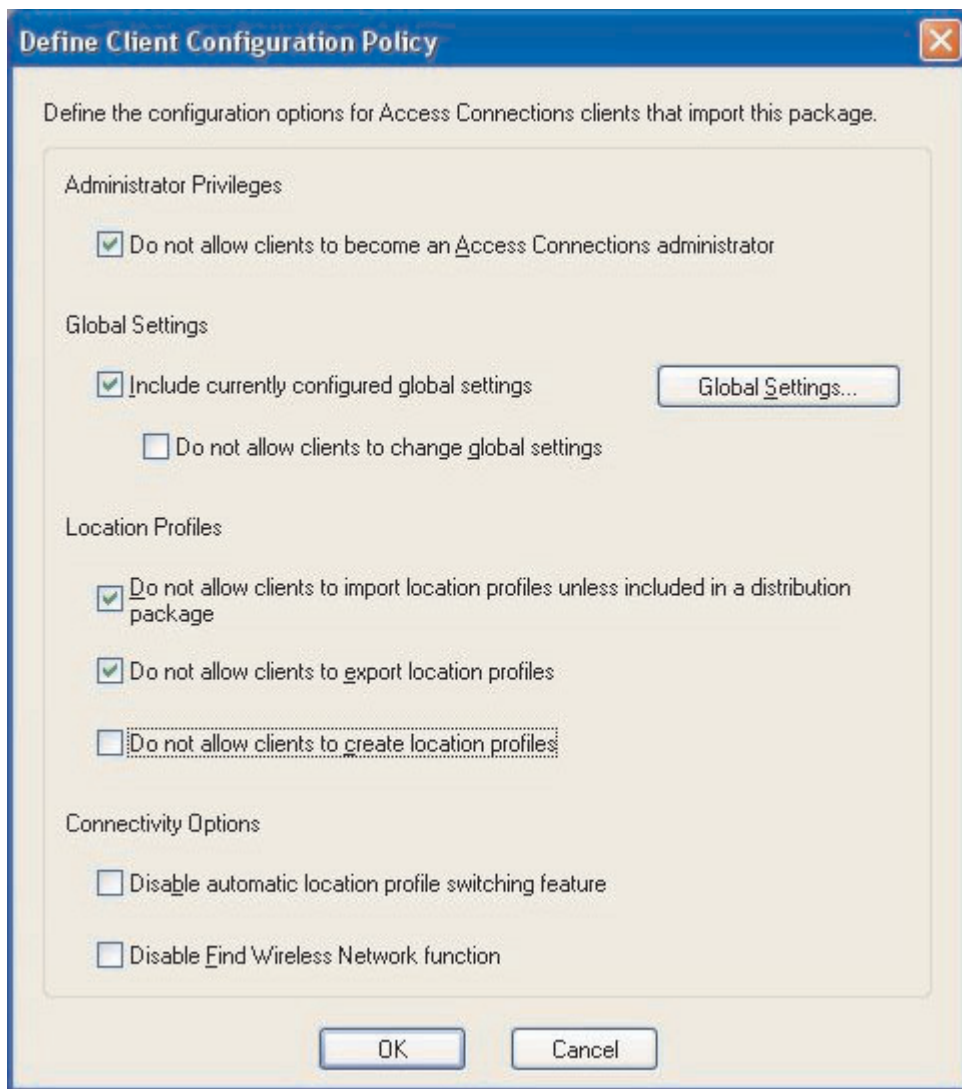 Define Client Configuration Policy
Define the configuration options for Access Connections clients that import this package.
Administrator Privileges
Do not allow clients to become an Access Connections administrator
Global Settings
Include currently configured global settings
Global Settings...
Do not allow clients to change global settings
Location Profiles
Do not allow clients to import location profiles unless included in a distribution
package
Do not allow clients to export location profiles
Do not allow clients to create location profiles
Connectivity Options
Disable automatic location profile switching feature
Disable Find Wireless Network function
OK
Cancel